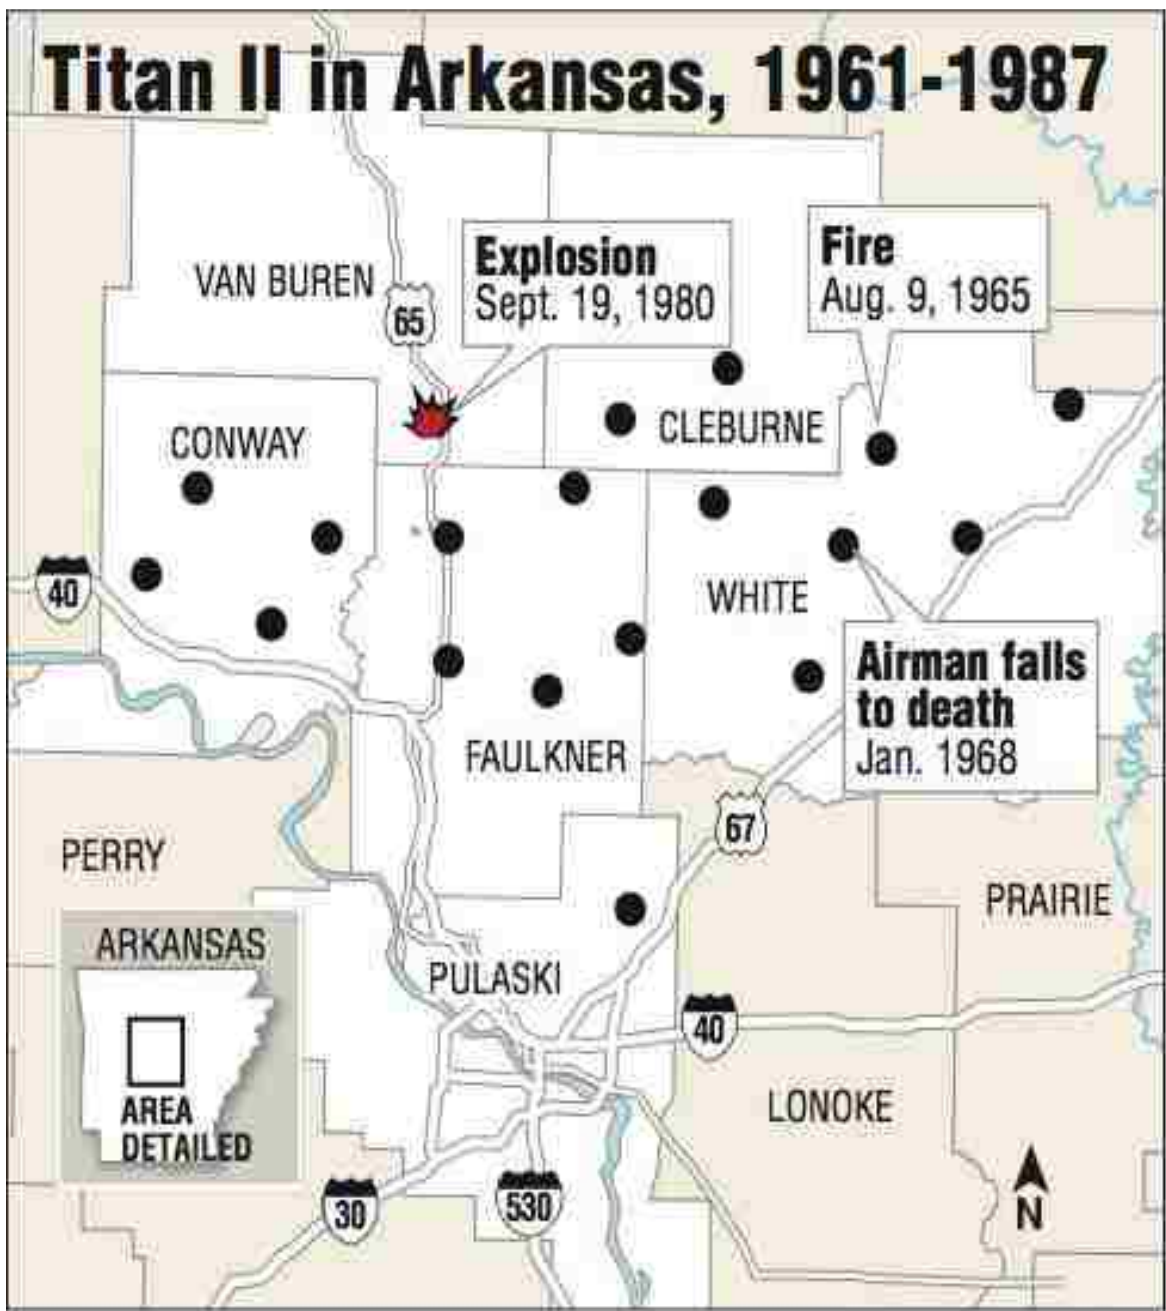 Titan II in Arkansas, 1961-1987
Explosion
Sept. 19, 1980
Fire
Aug. 9, 1965
VAN BUREN
65
CLEBURNE
CONWAY
40
WHITE
Airman falls
to death
Jan. 1968
FAULKNER
67
PERRY
PRAIRIE
ARKANSAS
AREA
DETAILED
PULASKI
40
LONOKE
30
530
N